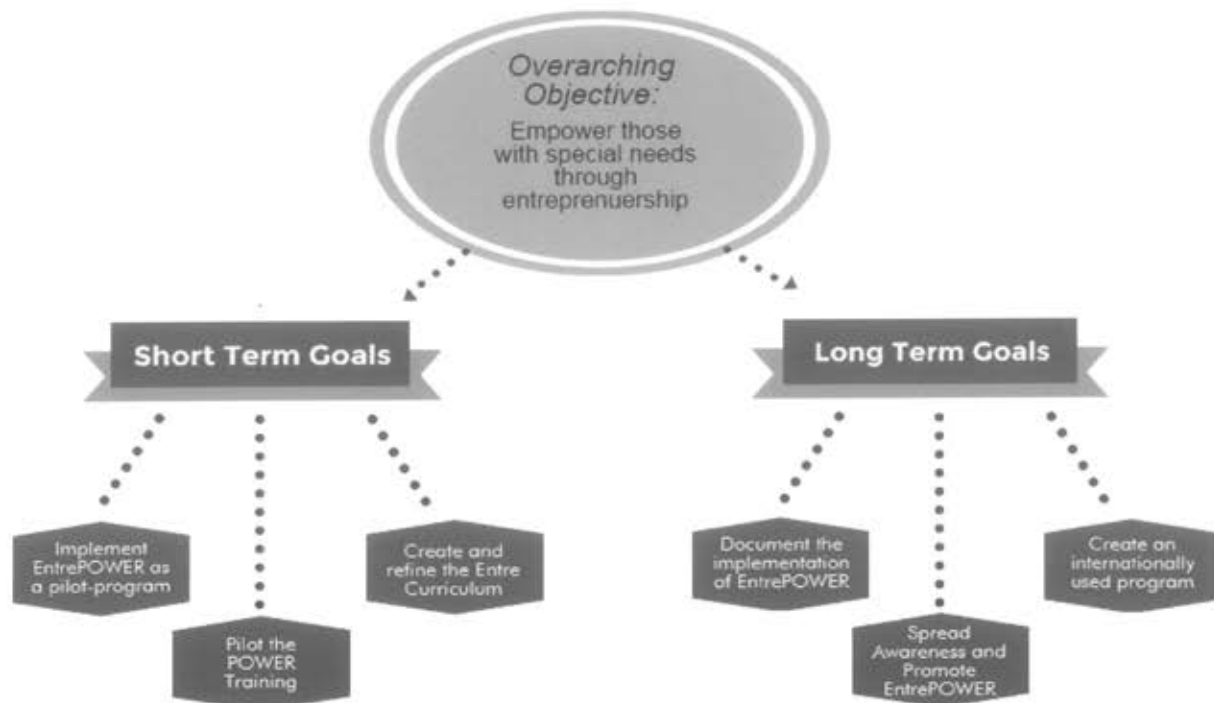 Overarching
Objective:
Empower those
with special needs
through
entreprenuership
Short Term Goals
Long Term Goals
Implement
EntrePOWER as
a pilot-program
Pilot the
POWER
Training
Create and
refine the Entre
Curriculum
Document the
implementation
of EntrePOWER
Spread
Awareness and
Promote
EntrePOWER
Create an
internationally
used program